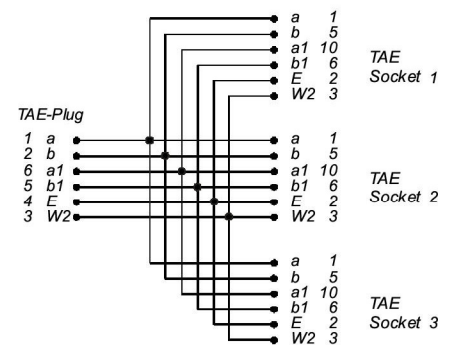 a 1
b 5
a1 10
b1 6
E 2
W2 3
TAE
Socket 1
TAE-Plug
1 a
2 b
6 a1
5 b1
4 E
3 W2
a 1
b 5
a1 10
b1 6
E 2
W2 3
TAE
Socket 2
a 1
b 5
a1 10
b1 6
E 2
W2 3
TAE
Socket 3